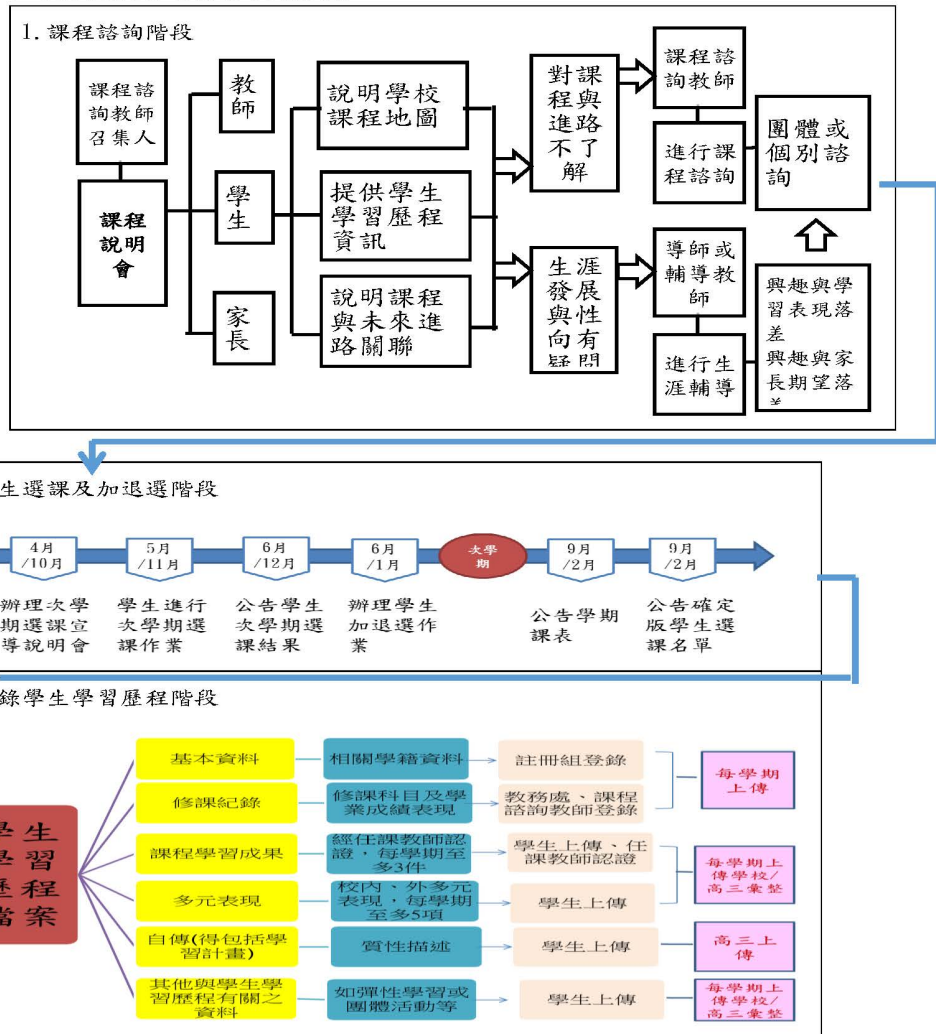 1. 課程諮詢階段
課程諮
詢教師
召集人
課程
說明
會
教
師
學
生
家
長
說明學校
課程地圖
提供學生
學習歷程
資訊
說明課程
與未來進
路關聯
對課
程與
進路
不了
解
生涯
發展
與性
向有
疑問
課程諮
詢教師
進行課
程諮詢
導師或
輔導教
師
進行生
涯輔導
團體或
個別諮
詢
興趣與學
習表現落
差
興趣與家
長期望落
差
生選課及加退選階段
4月
/10月
5月
/11月
6月
/12月
6月
/1月
次學
期
9月
/2月
9月
/2月
辦理次學
期選課宣
導說明會
學生進行
次學期選
課作業
公告學生
次學期選
課結果
辦理學生
加退選作
業
公告學期
課表
公告確定
版學生選
課名單
錄學生學習歷程階段
學生
學習
歷程
檔案
基本資料
相關學籍資料
註冊組登錄
修課紀錄
修課科目及學
業成績表現
教務處、課程
諮詢教師登錄
每學期
上傳
課程學習成果
經任課教師認
證，每學期至
多3件
學生上傳、任
課教師認證
多元表現
校內、外多元
表現，每學期
至多5項
學生上傳
每學期上
傳學校/
高三彙整
自傳(得包括學
習計畫)
質性描述
學生上傳
高三上
傳
其他與學生學
習歷程有關之
資料
如彈性學習或
團體活動等
學生上傳
每學期上
傳學校/
高三彙整